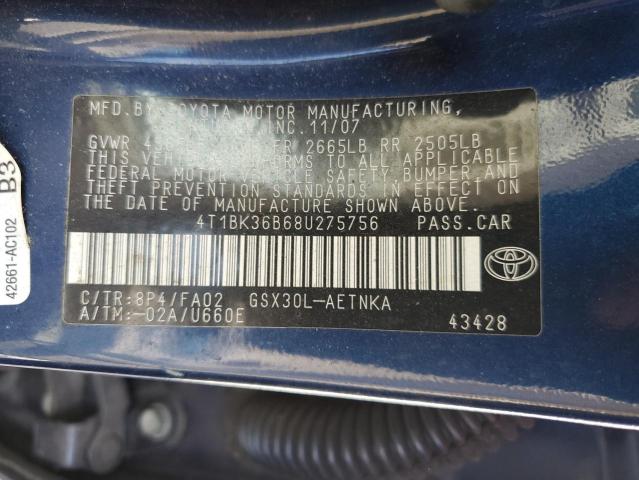 MFD. BY: TOYOTA MOTOR MANUFACTURING,
INC. 11/07
GVWR FR 2665LB RR 2505LB
THIS VEHICLE CONFORMS TO ALL APPLICABLE
FEDERAL MOTOR VEHICLE SAFETY, BUMPER, AND
THEFT PREVENTION STANDARDS IN EFFECT ON
THE DATE OF MANUFACTURE SHOWN ABOVE.
4T1BK36B68U275756 PASS.CAR
C/TR:8P4/FA02 GSX30L-AETNKA
A/TM:-02A/U660E 43428
42661-AC102 B3